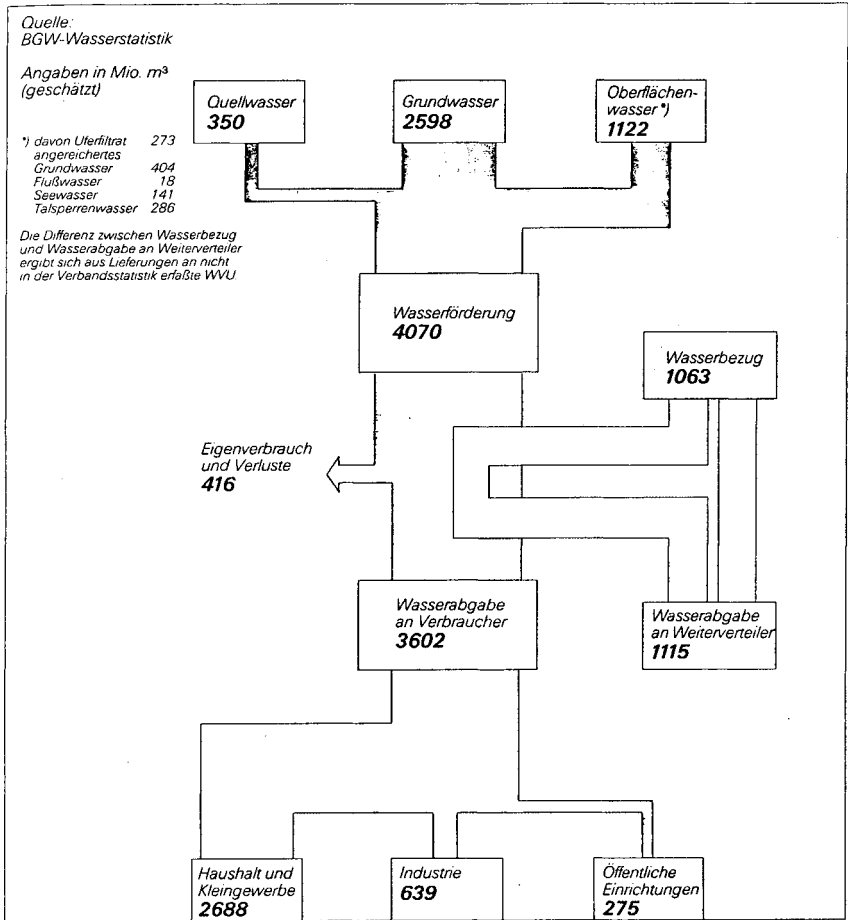 Quelle:
BGW-Wasserstatistik
Angaben in Mio. m³
(geschätzt)
*) davon Uferfiltrat 273
angereichertes
Grundwasser 404
Flußwasser 18
Seewasser 141
Talsperrenwasser 286
Die Differenz zwischen Wasserbezug
und Wasserabgabe an Weiterverteiler
ergibt sich aus Lieferungen an nicht
in der Verbandsstatistik erfaßte WVU
Quellwasser
350
Grundwasser
2598
Oberflächen-
wasser *)
1122
Wasserförderung
4070
Wasserbezug
1063
Eigenverbrauch
und Verluste
416
Wasserabgabe
an Verbraucher
3602
Wasserabgabe
an Weiterverteiler
1115
Haushalt und
Kleingewerbe
2688
Industrie
639
Öffentliche
Einrichtungen
275